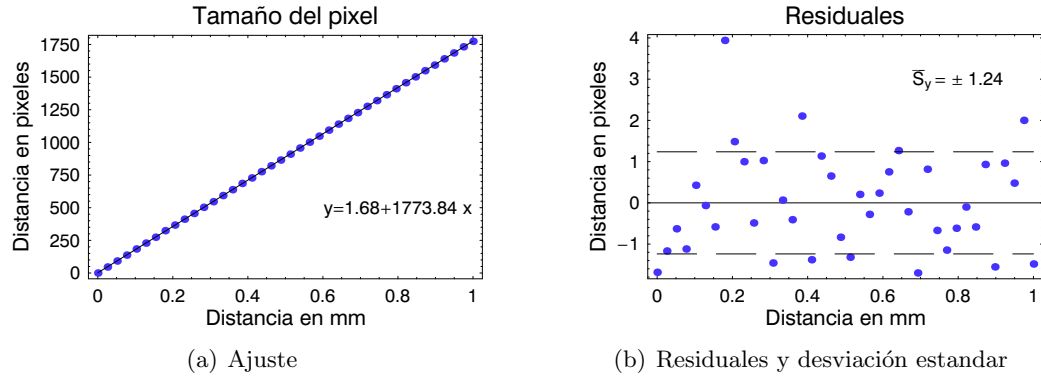 Tamaño del pixel
1750
1500
1250
1000
750
500
250
0
Distancia en pixeles
y=1.68+1773.84 x
0 0.2 0.4 0.6 0.8 1
Distancia en mm
(a) Ajuste
Residuales
4
3
2
1
0
−1
Distancia en pixeles
S̅y = ± 1.24
0 0.2 0.4 0.6 0.8 1
Distancia en mm
(b) Residuales y desviación estandar